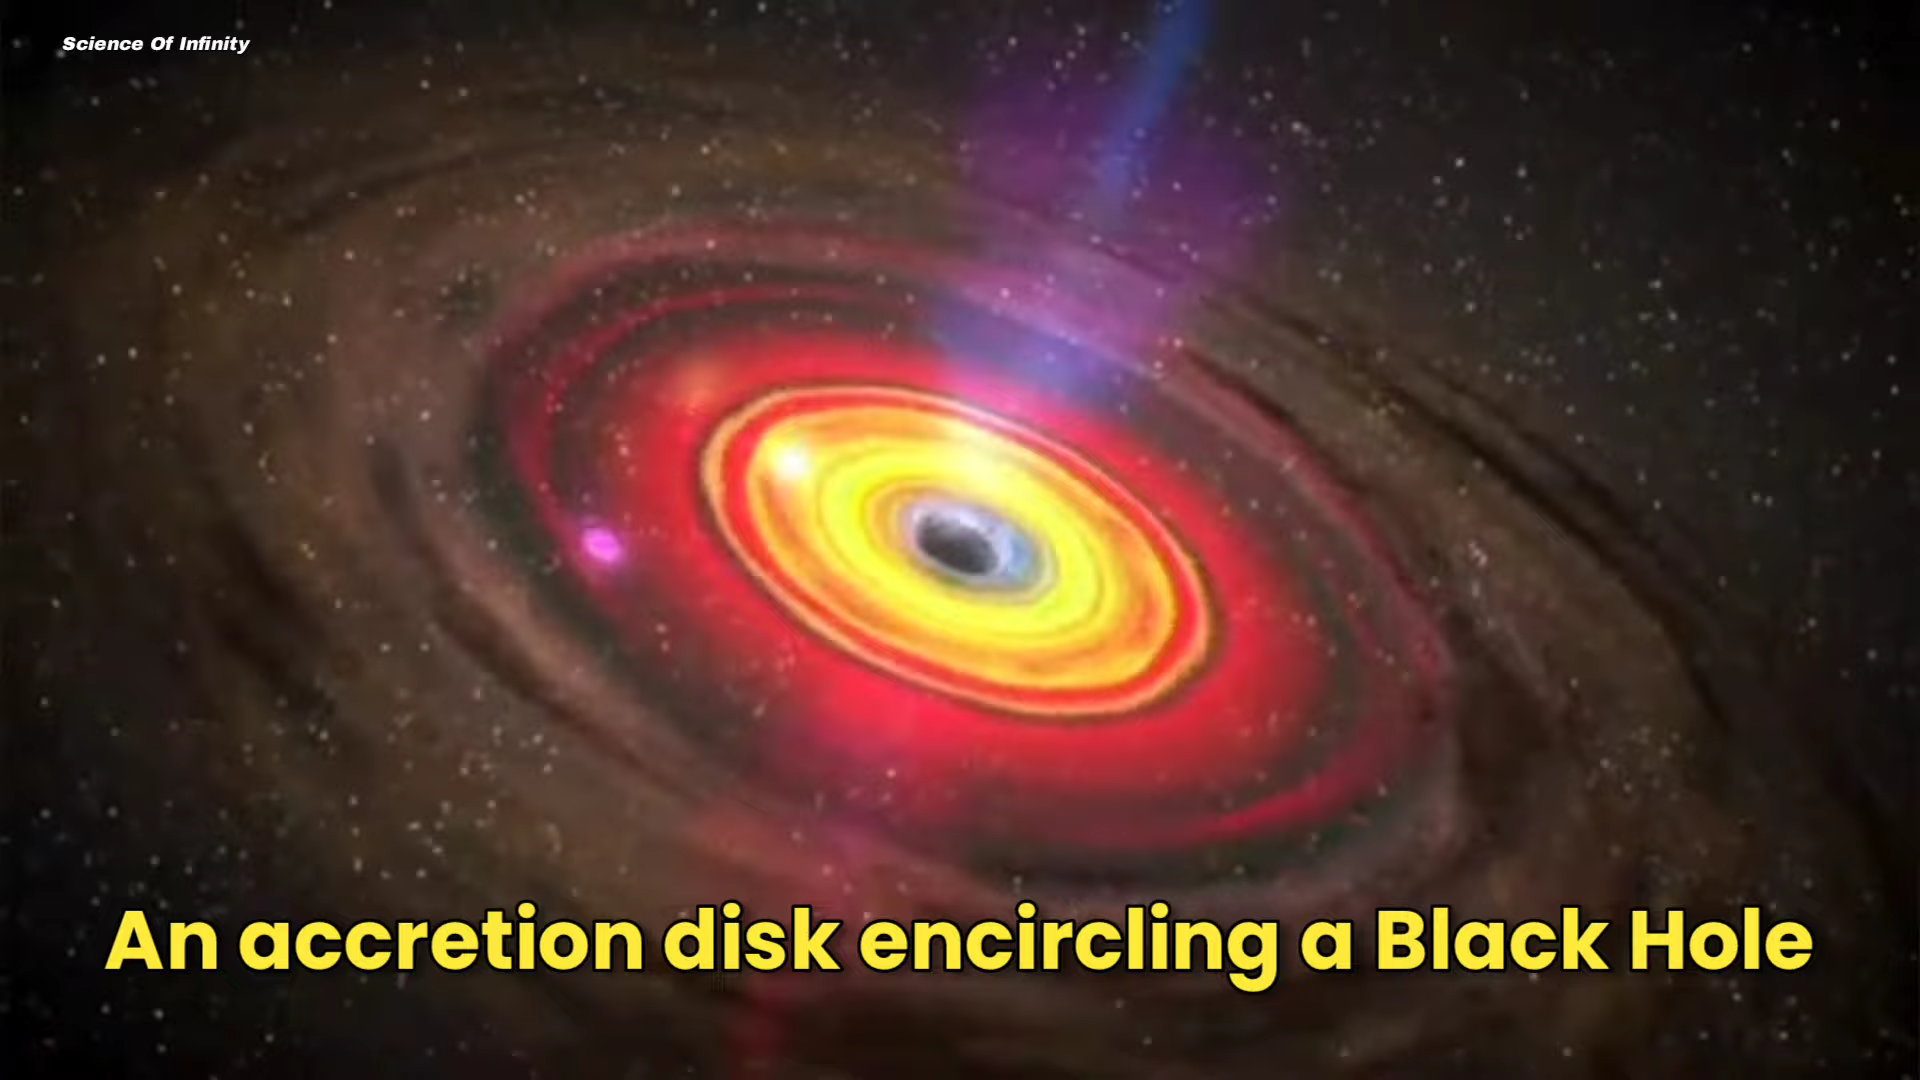 Science Of Infinity
An accretion disk encircling a Black Hole